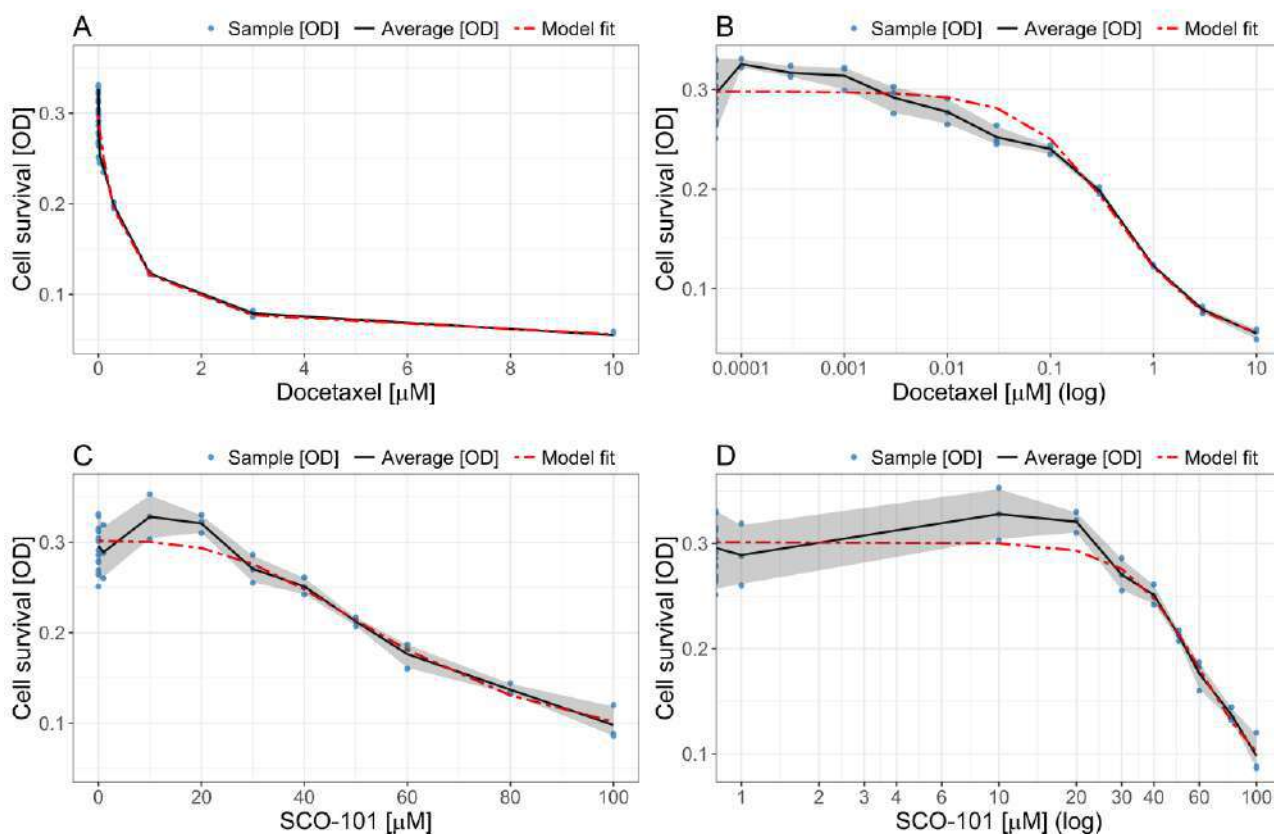 A
Sample [OD] Average [OD] Model fit
Cell survival [OD]
0.3
0.2
0.1
0 2 4 6 8 10
Docetaxel [μM]
B
Sample [OD] Average [OD] Model fit
Cell survival [OD]
0.3
0.2
0.1
0.0001 0.001 0.01 0.1 1 10
Docetaxel [μM] (log)
C
Sample [OD] Average [OD] Model fit
Cell survival [OD]
0.3
0.2
0.1
0 20 40 60 80 100
SCO-101 [μM]
D
Sample [OD] Average [OD] Model fit
Cell survival [OD]
0.3
0.2
0.1
1 2 3 4 6 10 20 30 40 60 100
SCO-101 [μM] (log)